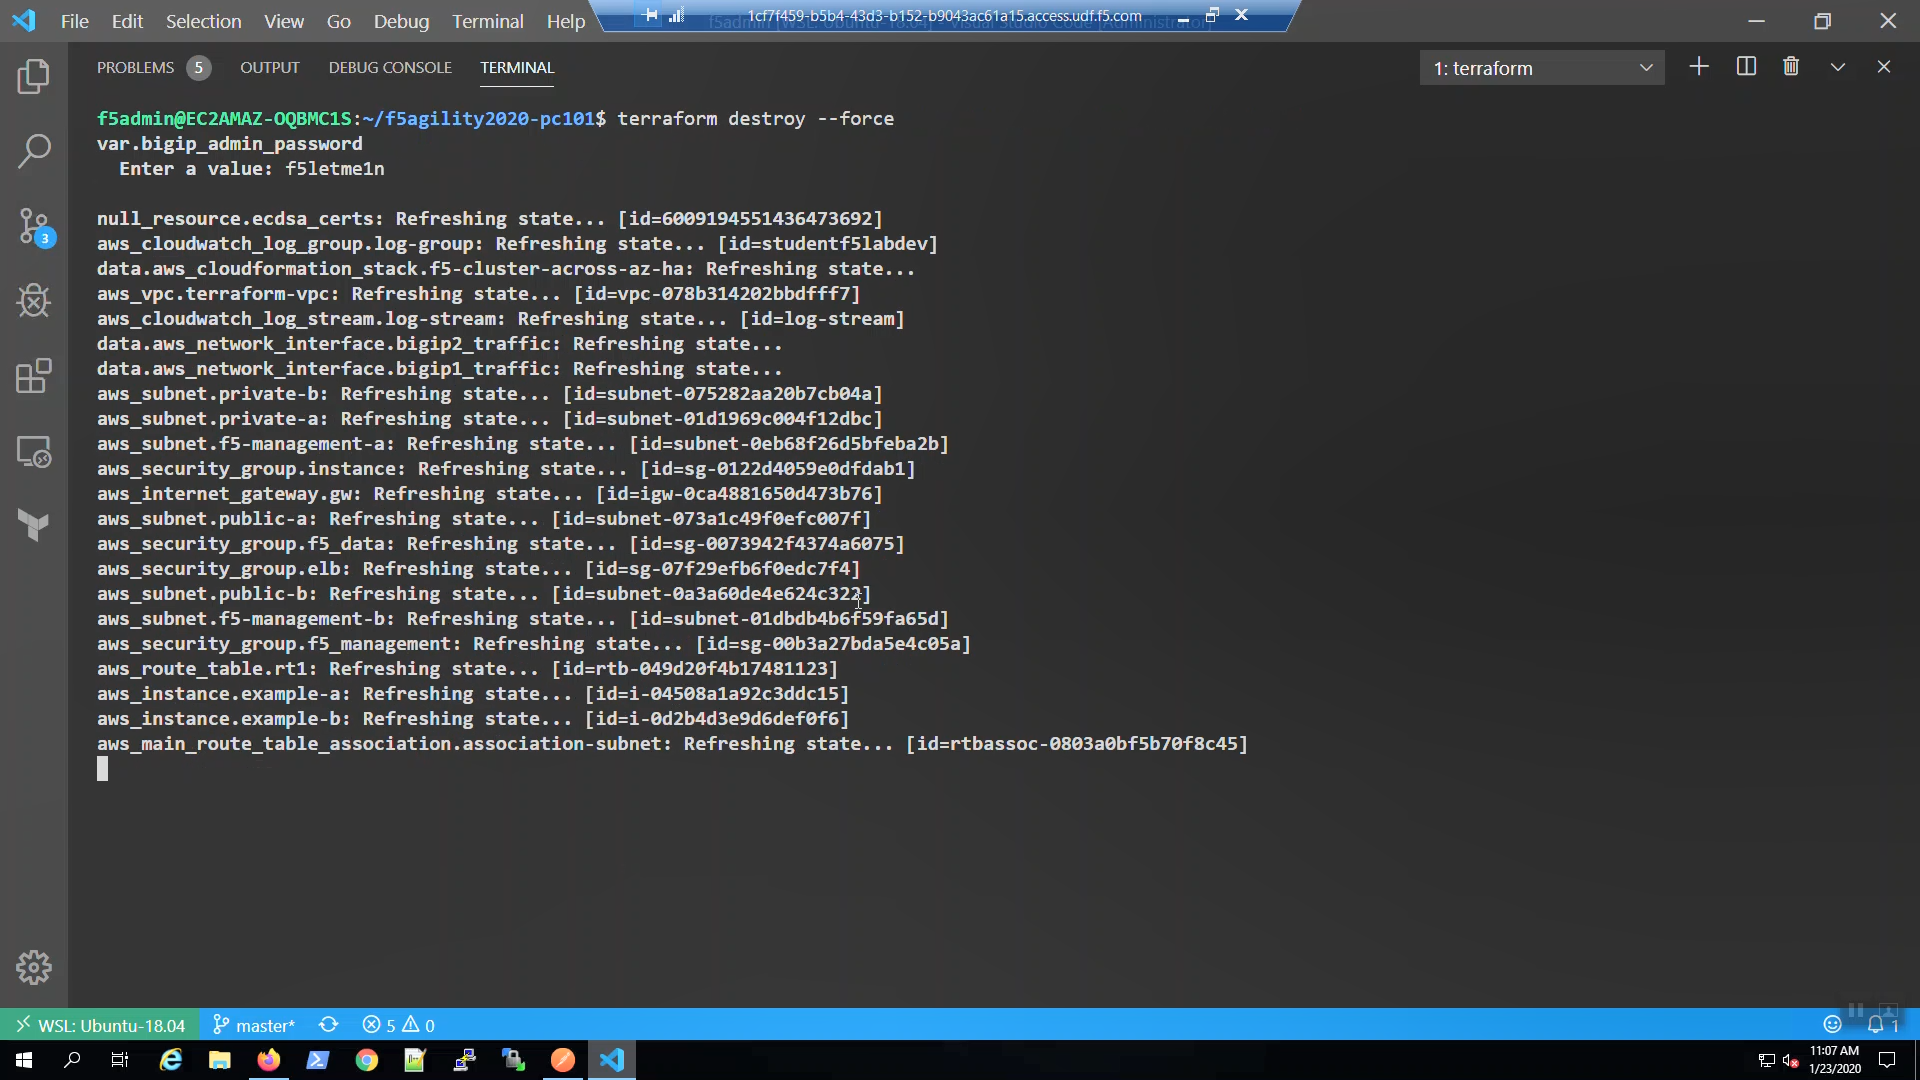 File Edit Selection View Go Debug Terminal Help
1cf7f459-b5b4-43d3-b152-b9043ac61a15.access.udf.f5.com
PROBLEMS 5 OUTPUT DEBUG CONSOLE TERMINAL
1: terraform
f5admin@EC2AMAZ-OQBMC1S:~/f5agility2020-pc101$ terraform destroy --force
var.bigip_admin_password
Enter a value: f5letme1n
null_resource.ecdsa_certs: Refreshing state... [id=6009194551436473692]
aws_cloudwatch_log_group.log-group: Refreshing state... [id=studentf5labdev]
data.aws_cloudformation_stack.f5-cluster-across-az-ha: Refreshing state...
aws_vpc.terraform-vpc: Refreshing state... [id=vpc-078b314202bbdfff7]
aws_cloudwatch_log_stream.log-stream: Refreshing state... [id=log-stream]
data.aws_network_interface.bigip2_traffic: Refreshing state...
data.aws_network_interface.bigip1_traffic: Refreshing state...
aws_subnet.private-b: Refreshing state... [id=subnet-075282aa20b7cb04a]
aws_subnet.private-a: Refreshing state... [id=subnet-01d1969c004f12dbc]
aws_subnet.f5-management-a: Refreshing state... [id=subnet-0eb68f26d5bfeba2b]
aws_security_group.instance: Refreshing state... [id=sg-0122d4059e0dfdab1]
aws_internet_gateway.gw: Refreshing state... [id=igw-0ca4881650d473b76]
aws_subnet.public-a: Refreshing state... [id=subnet-073a1c49f0efc007f]
aws_security_group.f5_data: Refreshing state... [id=sg-0073942f4374a6075]
aws_security_group.elb: Refreshing state... [id=sg-07f29efb6f0edc7f4]
aws_subnet.public-b: Refreshing state... [id=subnet-0a3a60de4e624c322]
aws_subnet.f5-management-b: Refreshing state... [id=subnet-01dbdb4b6f59fa65d]
aws_security_group.f5_management: Refreshing state... [id=sg-00b3a27bda5e4c05a]
aws_route_table.rt1: Refreshing state... [id=rtb-049d20f4b17481123]
aws_instance.example-a: Refreshing state... [id=i-04508a1a92c3ddc15]
aws_instance.example-b: Refreshing state... [id=i-0d2b4d3e9d6def0f6]
aws_main_route_table_association.association-subnet: Refreshing state... [id=rtbassoc-0803a0bf5b70f8c45]
3
WSL: Ubuntu-18.04 master* 5 0 1
11:07 AM
1/23/2020